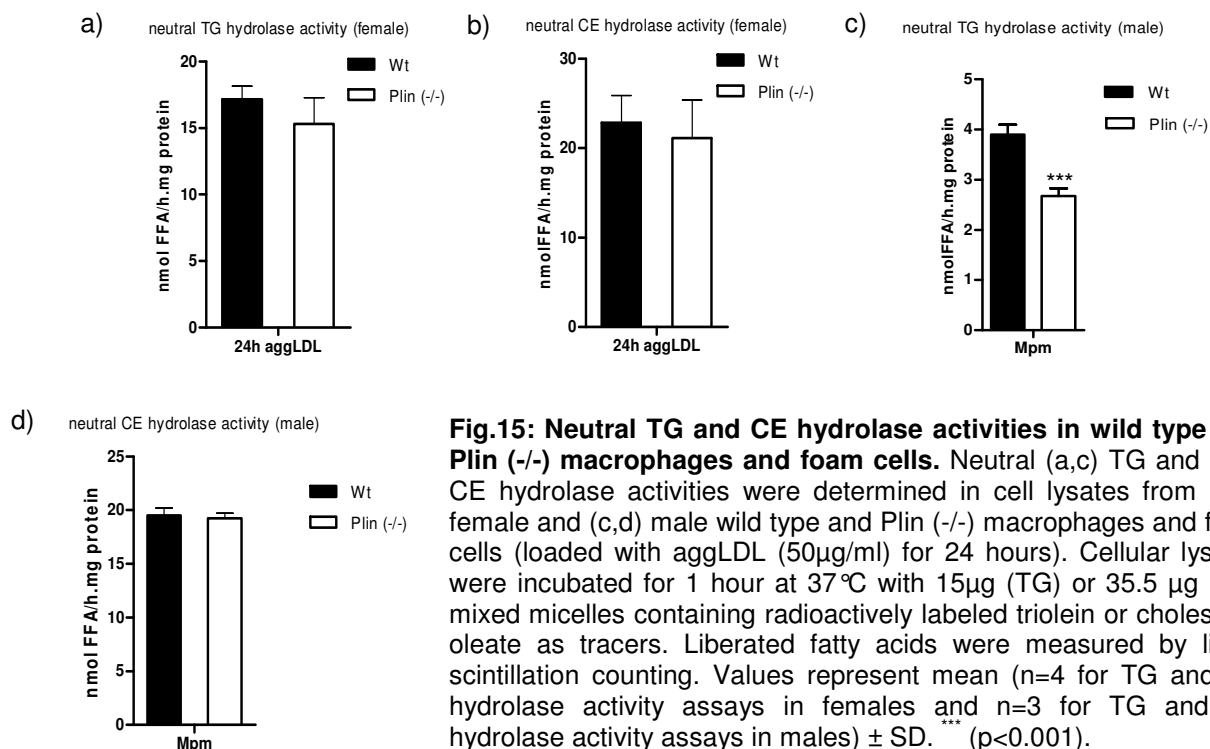 a) neutral TG hydrolase activity (female)
Wt
Plin (-/-)
nmol FFA/h.mg protein
20
15
10
5
0
24h aggLDL
b) neutral CE hydrolase activity (female)
Wt
Plin (-/-)
nmolFFA/h.mg protein
30
20
10
0
24h aggLDL
c) neutral TG hydrolase activity (male)
Wt
Plin (-/-)
nmolFFA/h.mg protein
5
4
3
2
1
0
***
Mpm
d) neutral CE hydrolase activity (male)
Wt
Plin (-/-)
nmol FFA/h.mg protein
25
20
15
10
5
0
Mpm
Fig.15: Neutral TG and CE hydrolase activities in wild type
Plin (-/-) macrophages and foam cells. Neutral (a,c) TG and
CE hydrolase activities were determined in cell lysates from
female and (c,d) male wild type and Plin (-/-) macrophages and
cells (loaded with aggLDL (50µg/ml) for 24 hours). Cellular
were incubated for 1 hour at 37°C with 15µg (TG) or 35.5 µg
mixed micelles containing radioactively labeled triolein or
oleate as tracers. Liberated fatty acids were measured by
scintillation counting. Values represent mean (n=4 for TG and
hydrolase activity assays in females and n=3 for TG and
hydrolase activity assays in males) ± SD. *** (p<0.001).